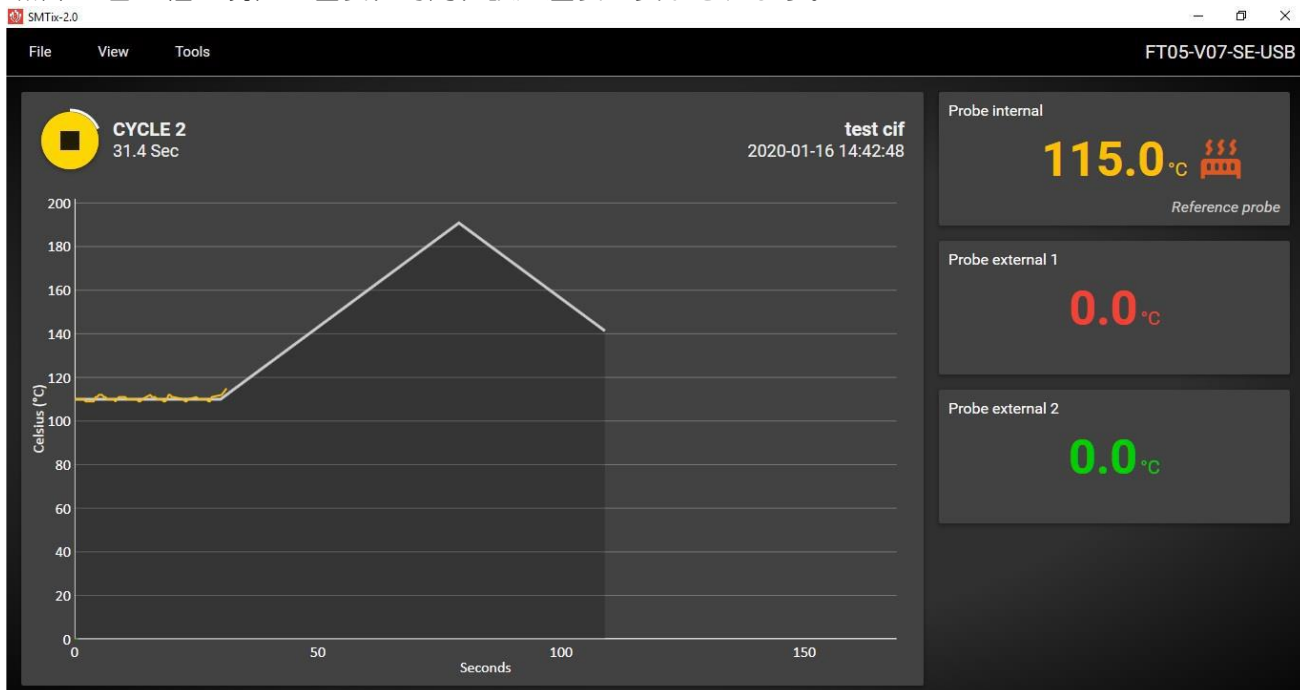 SMTix-2.0
File View Tools
FT05-V07-SE-USB
CYCLE 2
31.4 Sec
test cif
2020-01-16 14:42:48
200
180
160
140
120
100
80
60
40
20
0
Celsius (°C)
0 50 100 150
Seconds
Probe internal
115.0 °C
Reference probe
Probe external 1
0.0 °C
Probe external 2
0.0 °C